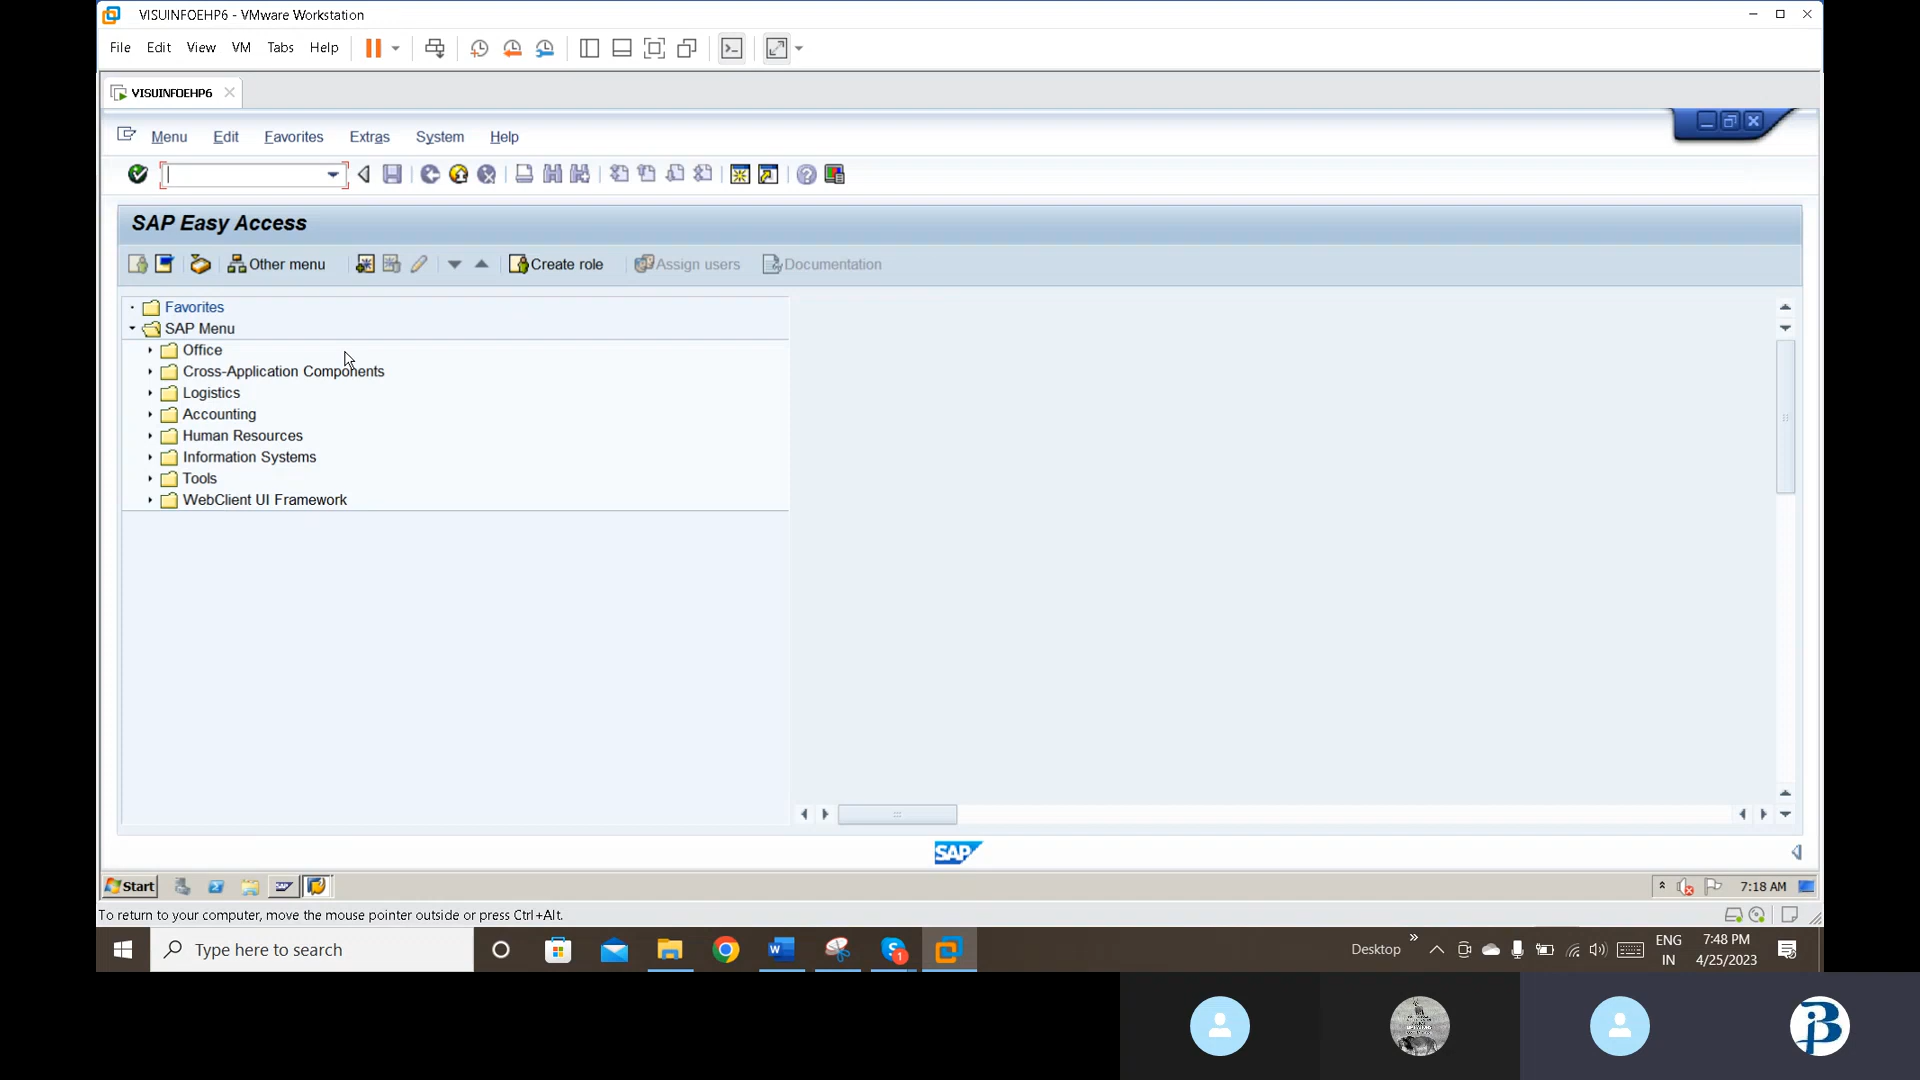 VISUINFOEHP6 - VMware Workstation
File Edit View VM Tabs Help
VISUINFOEHP6
Menu Edit Favorites Extras System Help
SAP Easy Access
Other menu Create role Assign users Documentation
Favorites
SAP Menu
Office
Cross-Application Components
Logistics
Accounting
Human Resources
Information Systems
Tools
WebClient UI Framework
SAP
Start 7:18 AM
To return to your computer, move the mouse pointer outside or press Ctrl+Alt.
Type here to search Desktop ENG 7:48 PM
IN 4/25/2023